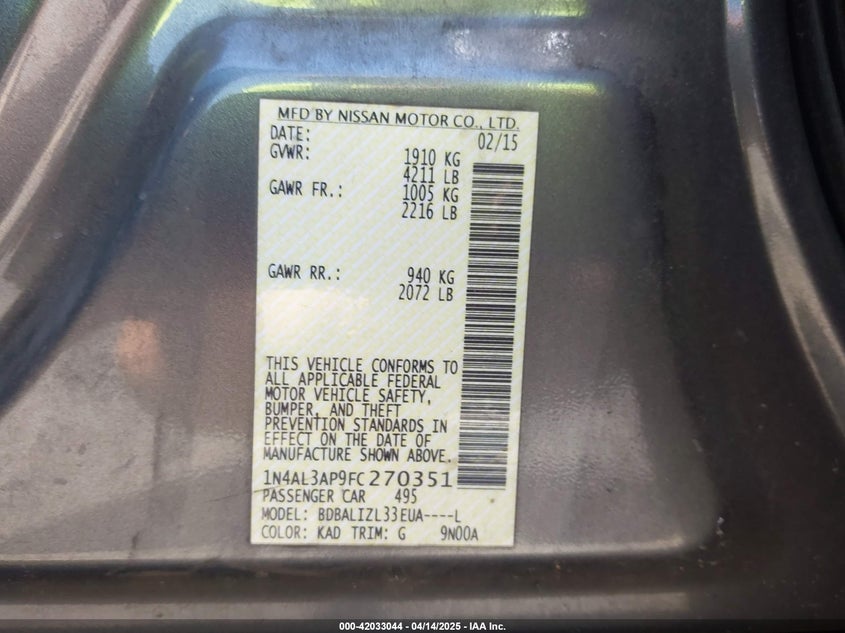 MFD BY NISSAN MOTOR CO., LTD.
DATE: 02/15
GVWR: 1910 KG
4211 LB
GAWR FR.: 1005 KG
2216 LB
GAWR RR.: 940 KG
2072 LB
THIS VEHICLE CONFORMS TO
ALL APPLICABLE FEDERAL
MOTOR VEHICLE SAFETY,
BUMPER, AND THEFT
PREVENTION STANDARDS IN
EFFECT ON THE DATE OF
MANUFACTURE SHOWN ABOVE.
1N4AL3AP9FC270351
PASSENGER CAR 495
MODEL: BDBALIZL33EUA----L
COLOR: KAD TRIM: G 9N00A
000-42033044 - 04/14/2025 - IAA Inc.